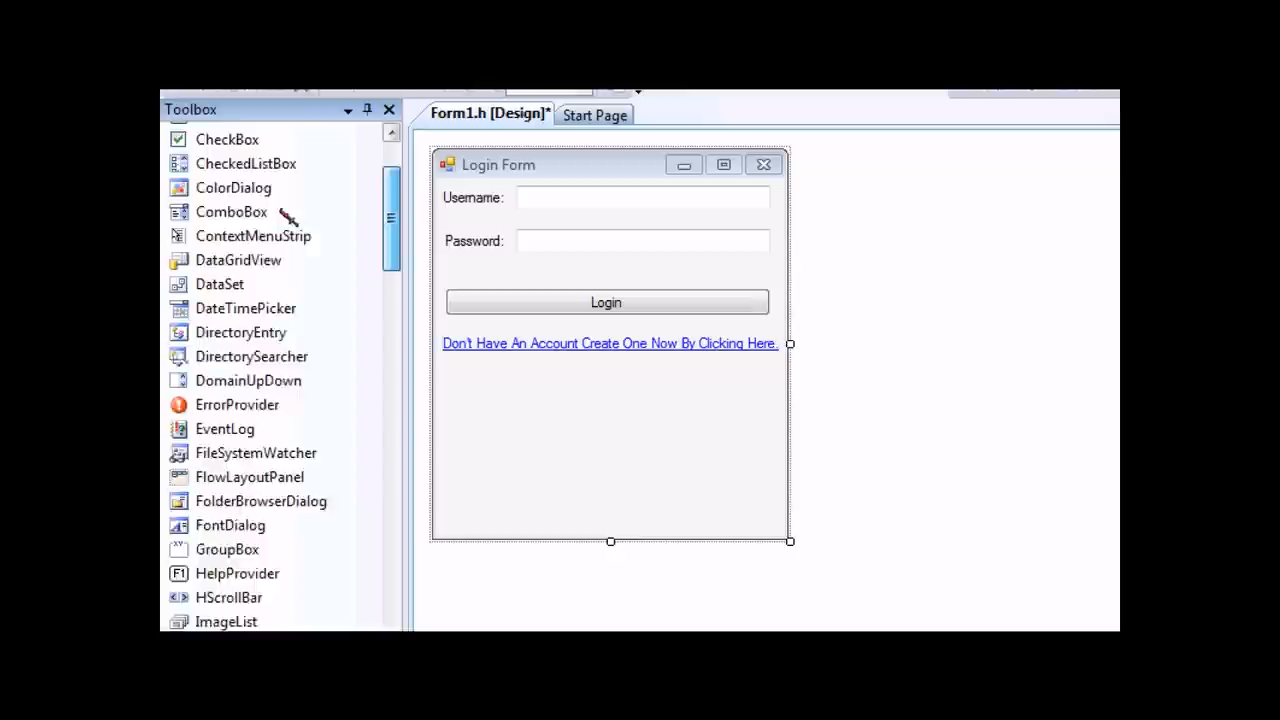 Toolbox
Form1.h [Design]*
Start Page
CheckBox
CheckedListBox
ColorDialog
ComboBox
ContextMenuStrip
DataGridView
DataSet
DateTimePicker
DirectoryEntry
DirectorySearcher
DomainUpDown
ErrorProvider
EventLog
FileSystemWatcher
FlowLayoutPanel
FolderBrowserDialog
FontDialog
GroupBox
HelpProvider
HScrollBar
ImageList
Login Form
Username:
Password:
Login
Don't Have An Account Create One Now By Clicking Here.